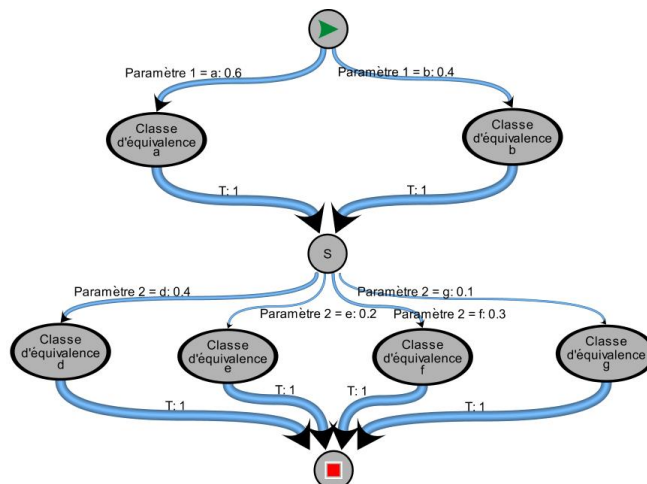 Paramètre 1 = a: 0.6
Paramètre 1 = b: 0.4
Classe
d'équivalence
a
Classe
d'équivalence
b
T: 1
T: 1
S
Paramètre 2 = d: 0.4
Paramètre 2 = g: 0.1
Paramètre 2 = e: 0.2
Paramètre 2 = f: 0.3
Classe
d'équivalence
d
Classe
d'équivalence
e
Classe
d'équivalence
f
Classe
d'équivalence
g
T: 1
T: 1
T: 1
T: 1